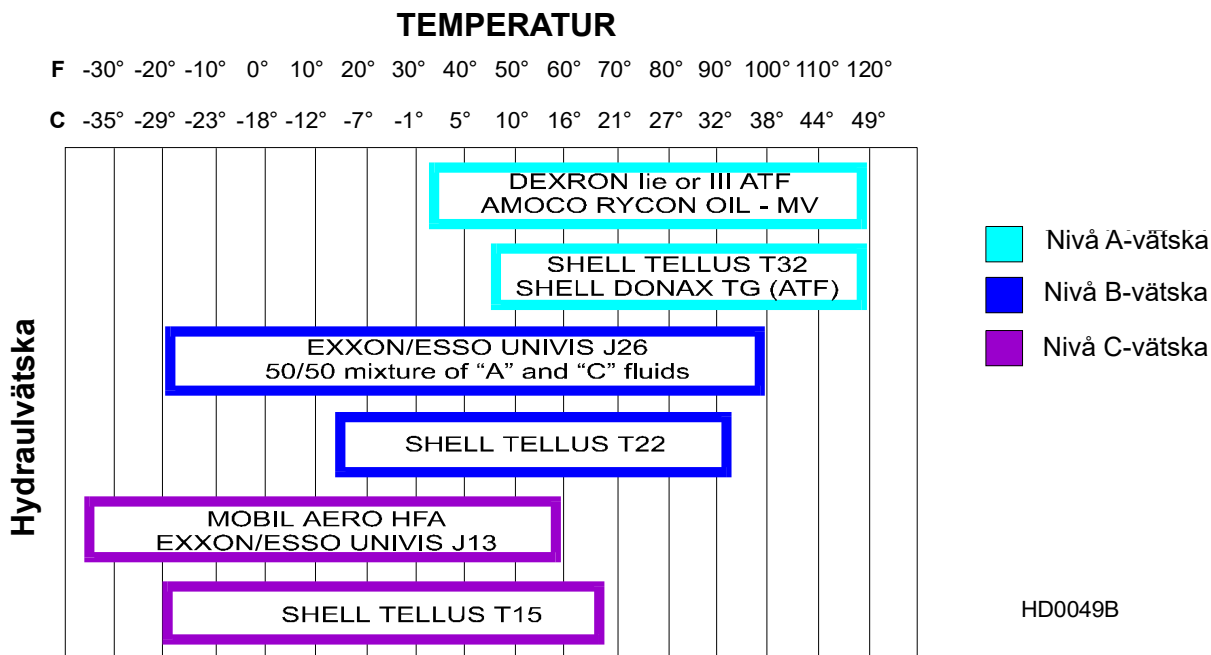 TEMPERATUR
F -30° -20° -10° 0° 10° 20° 30° 40° 50° 60° 70° 80° 90° 100° 110° 120°
C -35° -29° -23° -18° -12° -7° -1° 5° 10° 16° 21° 27° 32° 38° 44° 49°
Hydraulvätska
DEXRON Iie or III ATF
AMOCO RYCON OIL - MV
SHELL TELLUS T32
SHELL DONAX TG (ATF)
EXXON/ESSO UNIVIS J26
50/50 mixture of “A” and “C” fluids
SHELL TELLUS T22
MOBIL AERO HFA
EXXON/ESSO UNIVIS J13
SHELL TELLUS T15
Nivå A-vätska
Nivå B-vätska
Nivå C-vätska
HD0049B